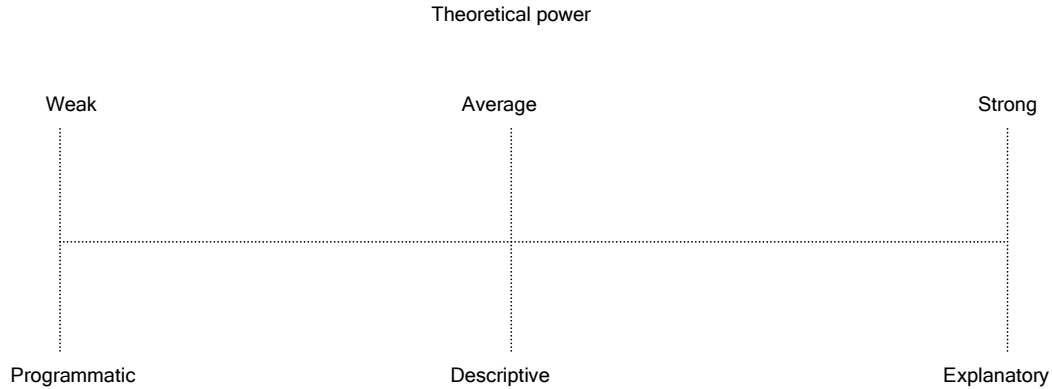 Theoretical power
Weak Average Strong
Programmatic Descriptive Explanatory